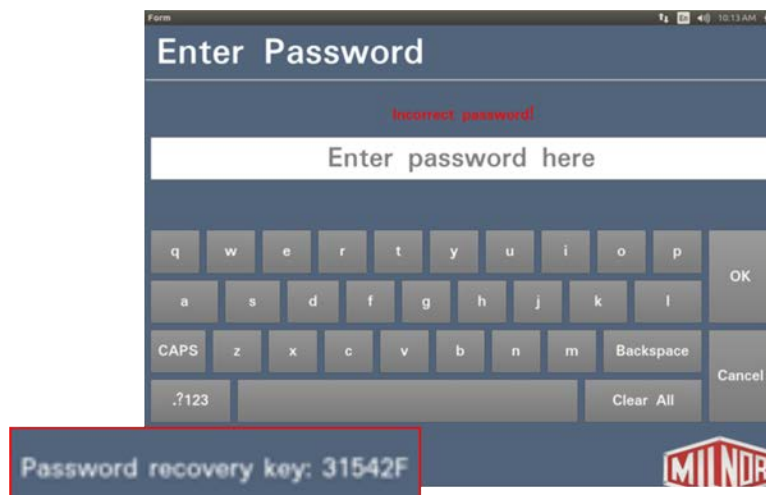 Form En 10:13 AM
Enter Password
Incorrect password!
Enter password here
q w e r t y u i o p
OK
a s d f g h j k l
CAPS z x c v b n m Backspace
Cancel
.?123 Clear All
Password recovery key: 31542F
MILNOR